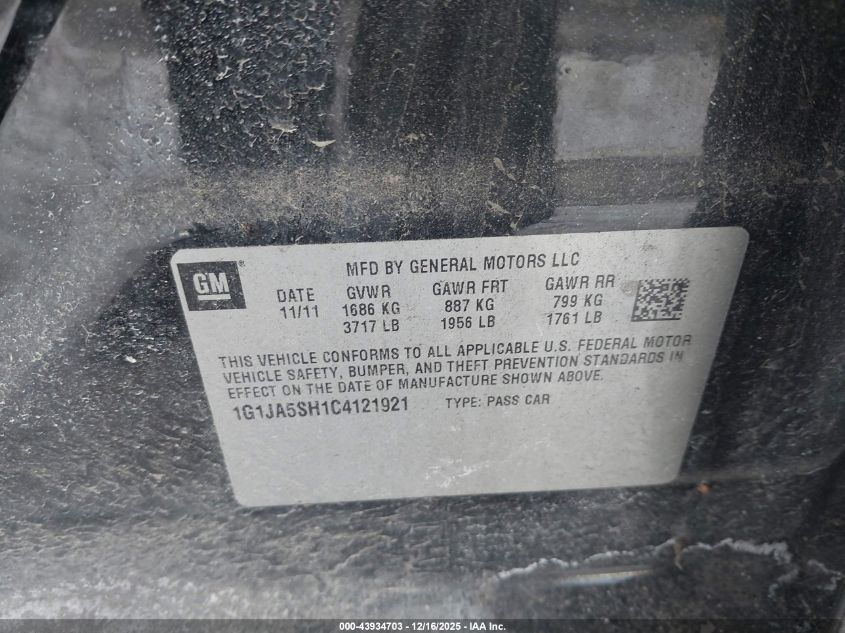 GM®
MFD BY GENERAL MOTORS LLC
DATE GVWR GAWR FRT GAWR RR
11/11 1686 KG 887 KG 799 KG
3717 LB 1956 LB 1761 LB
THIS VEHICLE CONFORMS TO ALL APPLICABLE U.S. FEDERAL MOTOR
VEHICLE SAFETY, BUMPER, AND THEFT PREVENTION STANDARDS IN
EFFECT ON THE DATE OF MANUFACTURE SHOWN ABOVE.
1G1JA5SH1C4121921 TYPE: PASS CAR
000-43934703 - 12/16/2025 - IAA Inc.